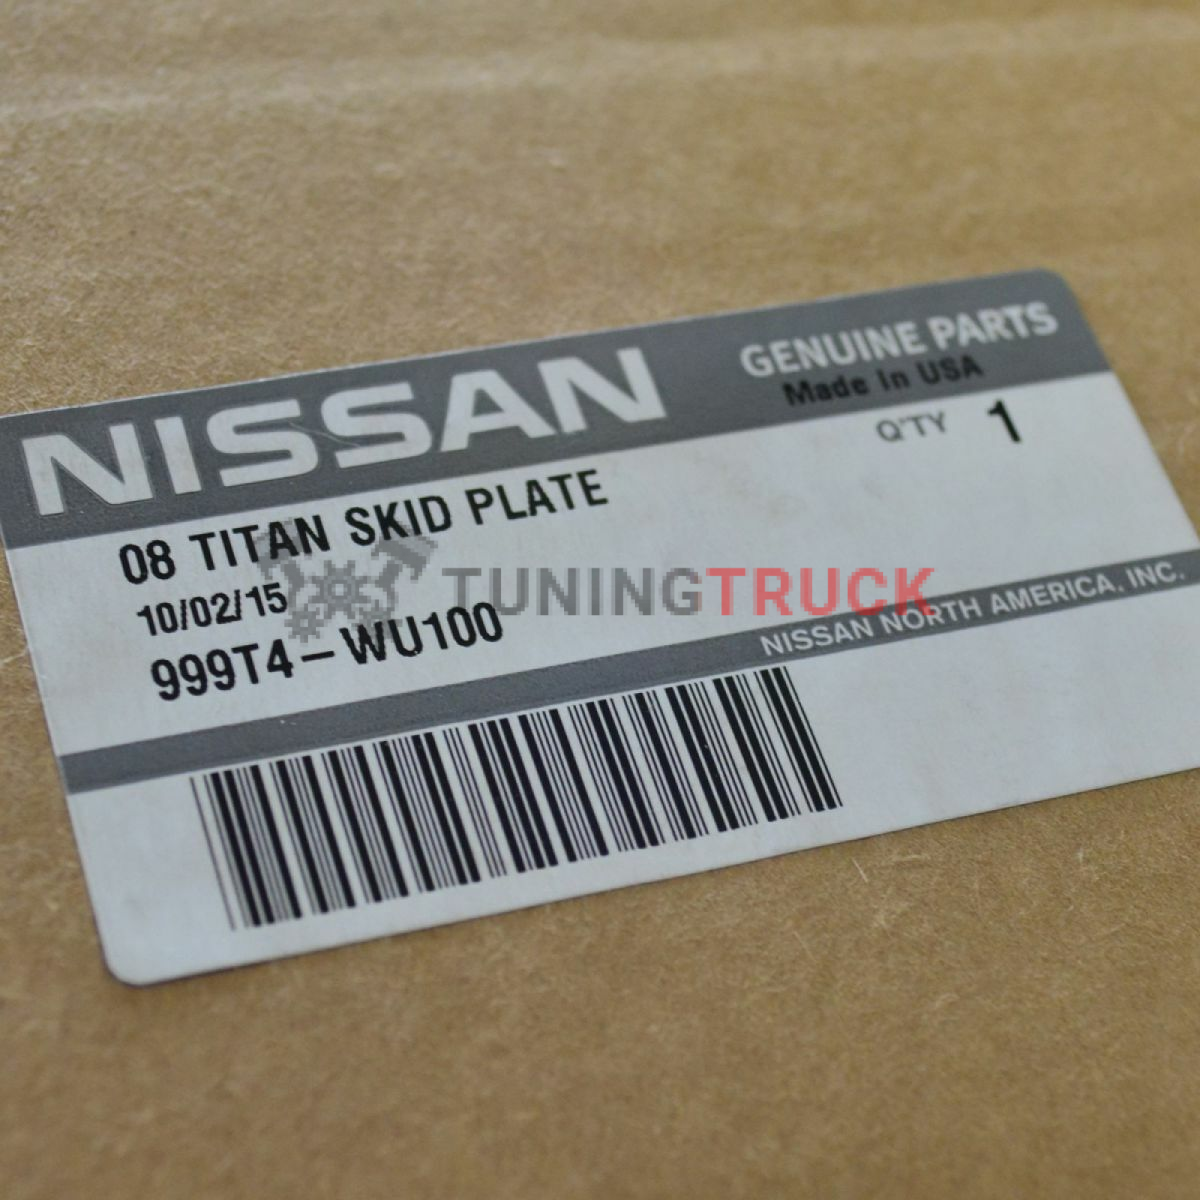 NISSAN
GENUINE PARTS
Made in USA
Q'TY 1
08 TITAN SKID PLATE
10/02/15
999T4-WU100
TUNINGTRUCK
NISSAN NORTH AMERICA, INC.